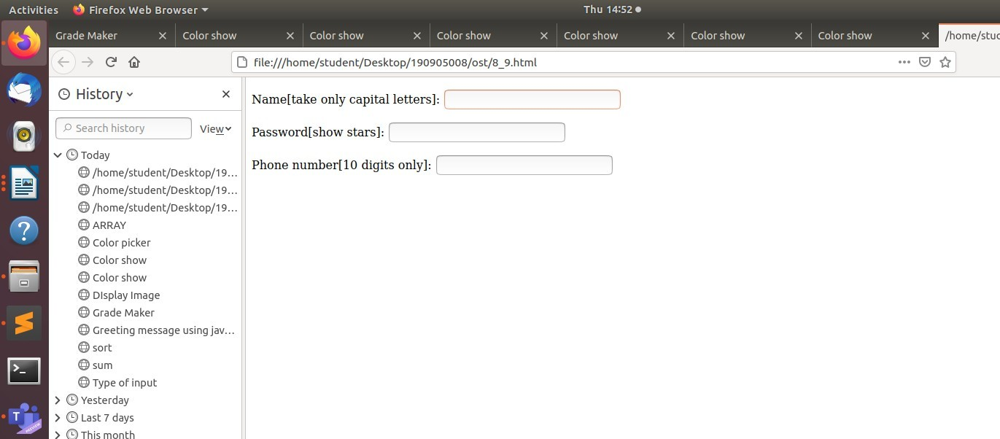 Activities Firefox Web Browser Thu 14:52
Grade Maker Color show Color show Color show Color show Color show Color show /home/stud
file:///home/student/Desktop/190905008/ost/8_9.html
History
Search history View
Today
/home/student/Desktop/19...
/home/student/Desktop/19...
/home/student/Desktop/19...
ARRAY
Color picker
Color show
Color show
DIsplay Image
Grade Maker
Greeting message using jav...
sort
sum
Type of input
Yesterday
Last 7 days
This month
Name[take only capital letters]:
Password[show stars]:
Phone number[10 digits only]:
T
PREVIEW